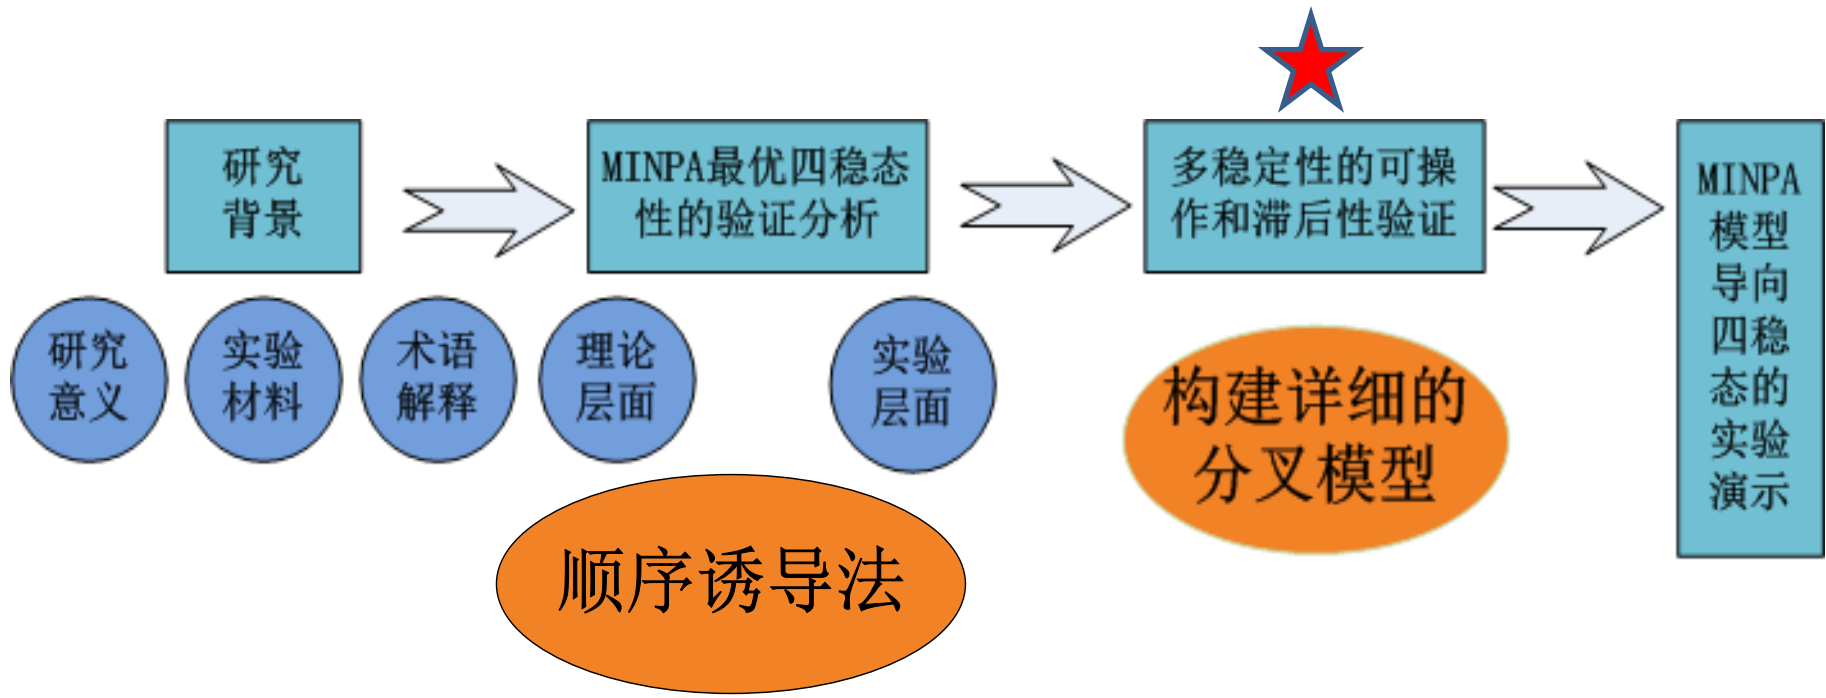 研究
背景
MINPA最优四稳态
性的验证分析
多稳定性的可操
作和滞后性验证
MINPA
模型
导向
四稳
态的
实验
演示
研究
意义
实验
材料
术语
解释
理论
层面
实验
层面
构建详细的
分叉模型
顺序诱导法